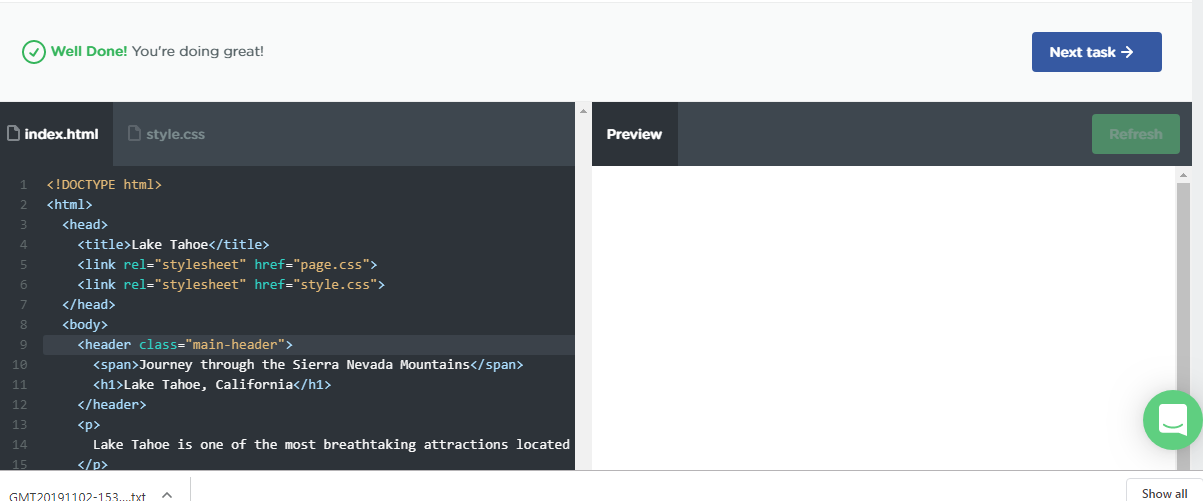 Well Done! You're doing great!
Next task →
index.html
style.css
Preview
Refresh
1 <!DOCTYPE html>
2 <html>
3 <head>
4 <title>Lake Tahoe</title>
5 <link rel="stylesheet" href="page.css">
6 <link rel="stylesheet" href="style.css">
7 </head>
8 <body>
9 <header class="main-header">
10 <span>Journey through the Sierra Nevada Mountains</span>
11 <h1>Lake Tahoe, California</h1>
12 </header>
13 <p>
14 Lake Tahoe is one of the most breathtaking attractions located
15 </p>
GMT20191102-153....txt
Show all